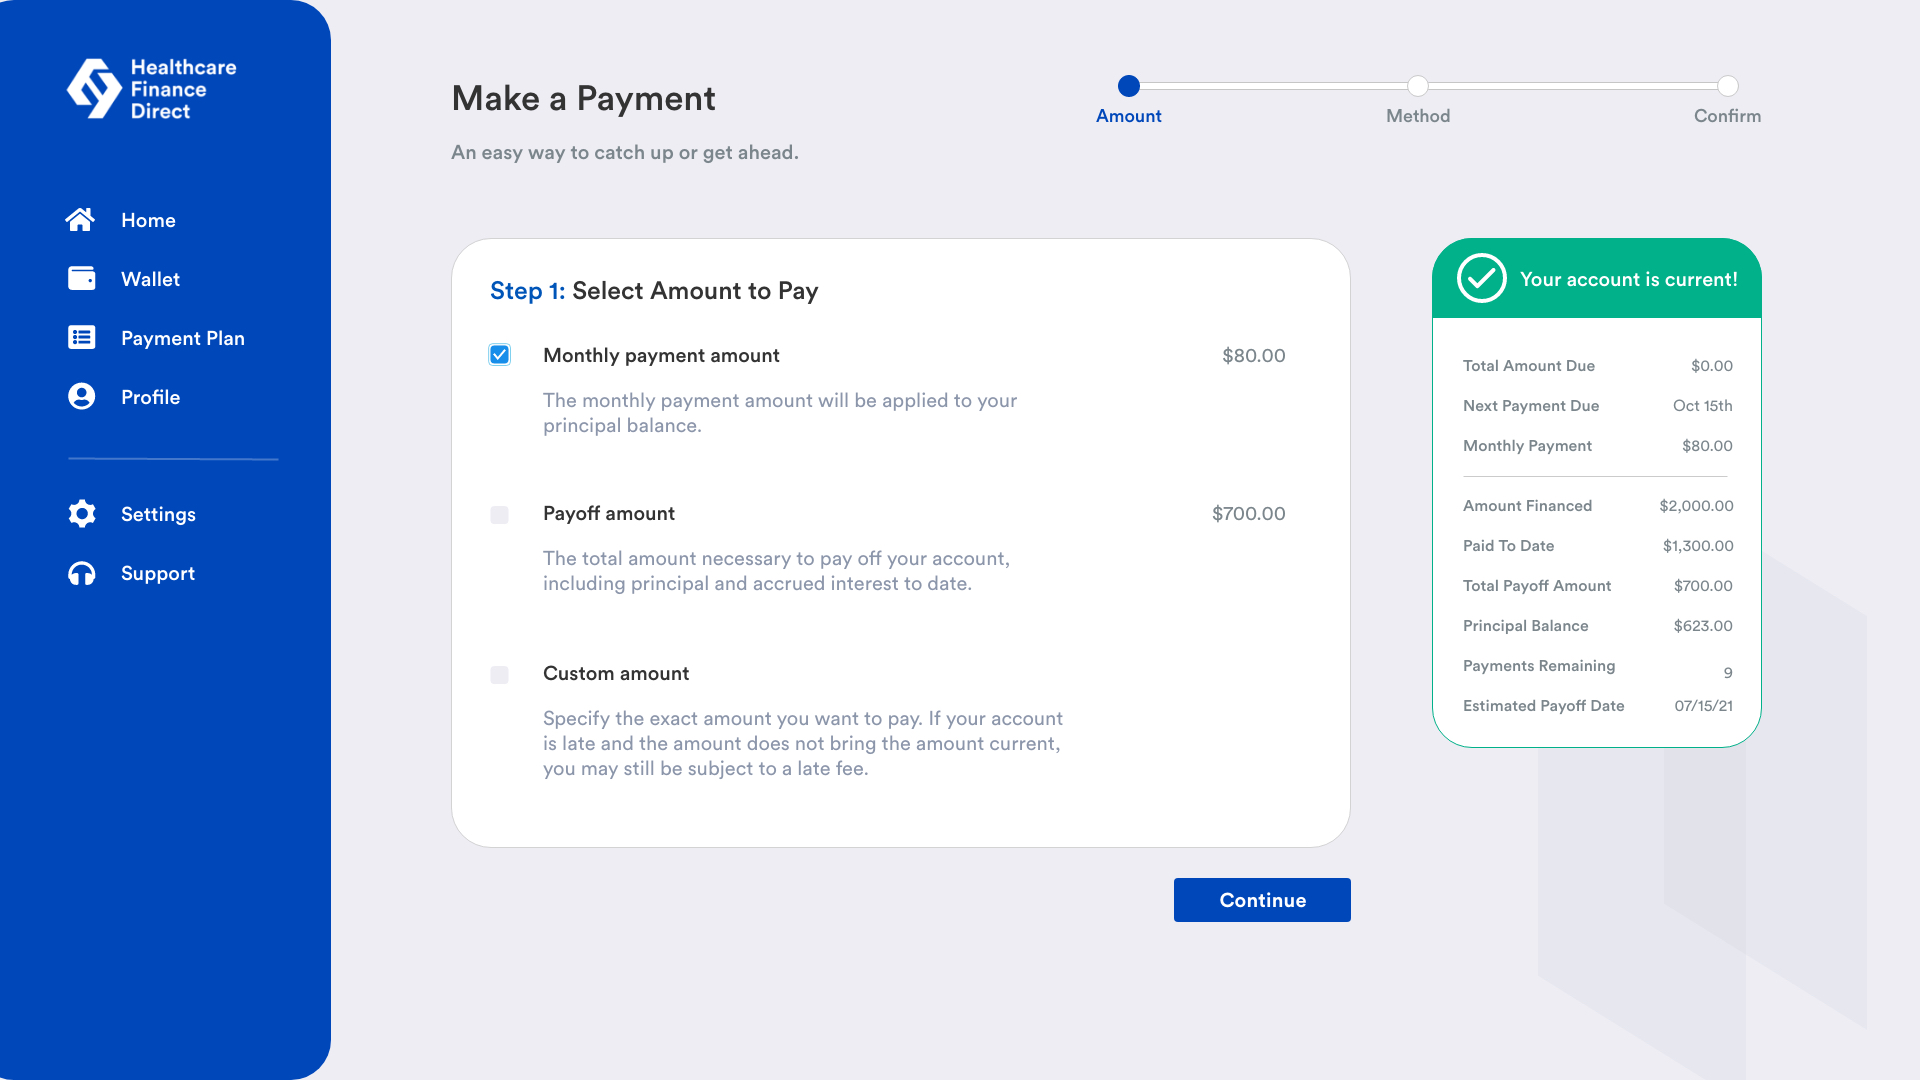 Healthcare
Finance
Direct
Home
Wallet
Payment Plan
Profile
Settings
Support
Make a Payment
An easy way to catch up or get ahead.
Amount
Method
Confirm
Step 1: Select Amount to Pay
Monthly payment amount $80.00
The monthly payment amount will be applied to your
principal balance.
Payoff amount $700.00
The total amount necessary to pay off your account,
including principal and accrued interest to date.
Custom amount
Specify the exact amount you want to pay. If your account
is late and the amount does not bring the amount current,
you may still be subject to a late fee.
Continue
Your account is current!
Total Amount Due $0.00
Next Payment Due Oct 15th
Monthly Payment $80.00
Amount Financed $2,000.00
Paid To Date $1,300.00
Total Payoff Amount $700.00
Principal Balance $623.00
Payments Remaining 9
Estimated Payoff Date 07/15/21